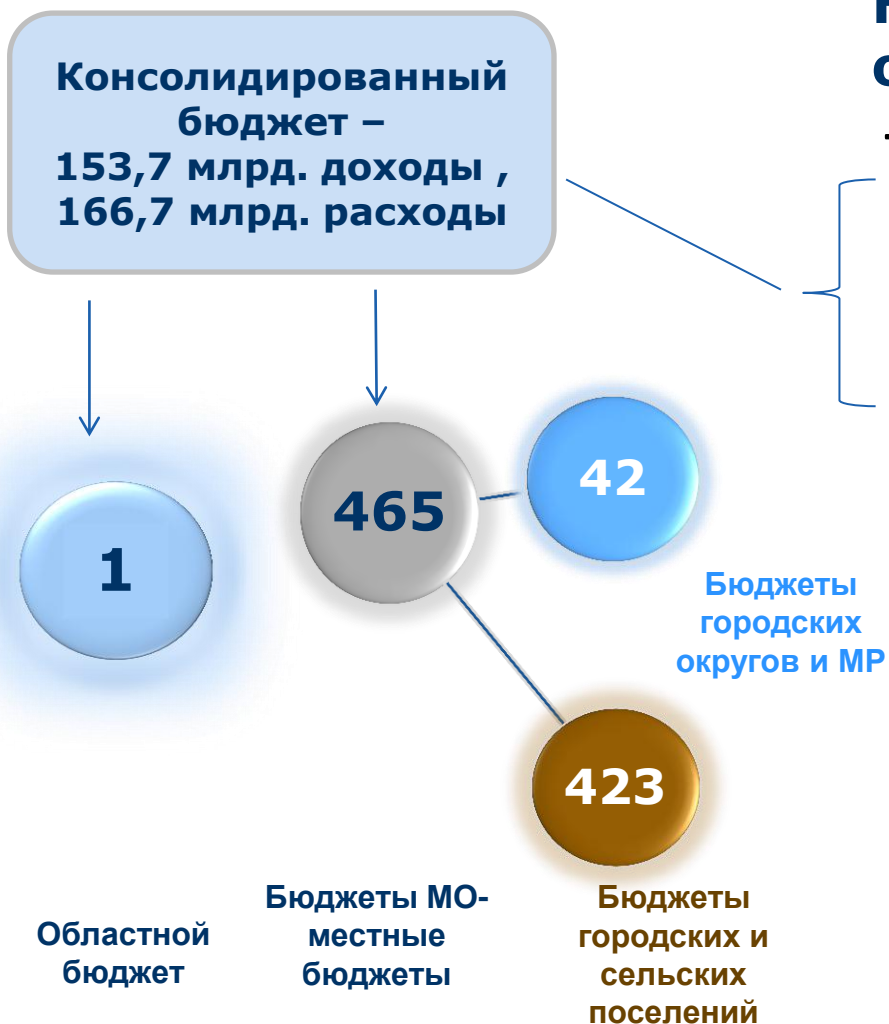 Консолидированный
бюджет –
153,7 млрд. доходы ,
166,7 млрд. расходы
465
42
1
Бюджеты
городских
округов и МР
423
Областной
бюджет
Бюджеты МО-
местные
бюджеты
Бюджеты
городских и
сельских
поселений